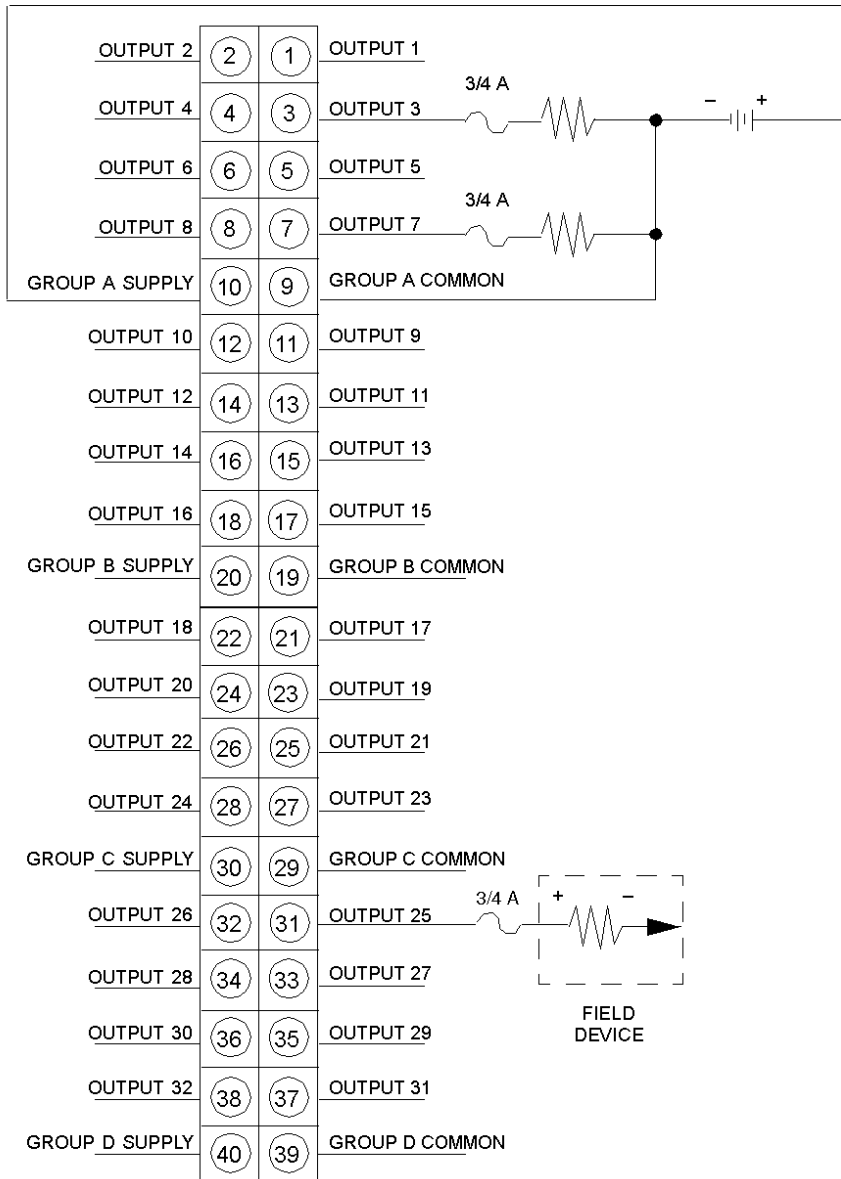 OUTPUT 2 2 1 OUTPUT 1
3/4 A
OUTPUT 4 4 3 OUTPUT 3 - +
OUTPUT 6 6 5 OUTPUT 5
3/4 A
OUTPUT 8 8 7 OUTPUT 7
GROUP A SUPPLY 10 9 GROUP A COMMON
OUTPUT 10 12 11 OUTPUT 9
OUTPUT 12 14 13 OUTPUT 11
OUTPUT 14 16 15 OUTPUT 13
OUTPUT 16 18 17 OUTPUT 15
GROUP B SUPPLY 20 19 GROUP B COMMON
OUTPUT 18 22 21 OUTPUT 17
OUTPUT 20 24 23 OUTPUT 19
OUTPUT 22 26 25 OUTPUT 21
OUTPUT 24 28 27 OUTPUT 23
GROUP C SUPPLY 30 29 GROUP C COMMON
3/4 A + -
OUTPUT 26 32 31 OUTPUT 25
OUTPUT 28 34 33 OUTPUT 27
FIELD
DEVICE
OUTPUT 30 36 35 OUTPUT 29
OUTPUT 32 38 37 OUTPUT 31
GROUP D SUPPLY 40 39 GROUP D COMMON